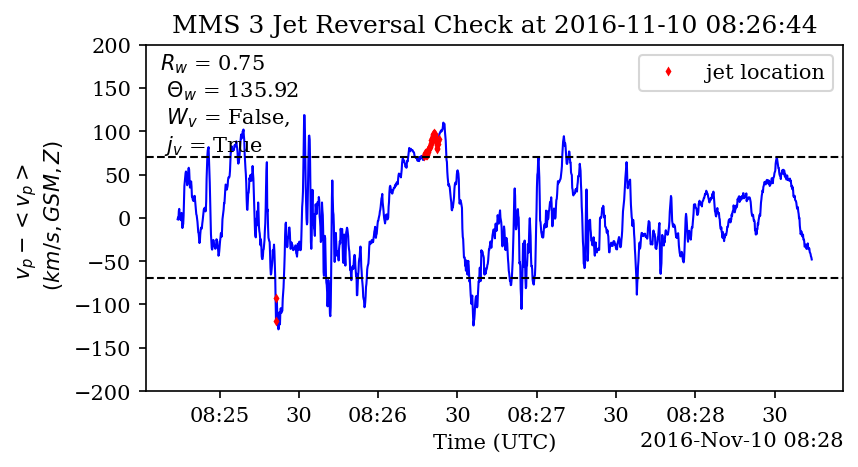 MMS 3 Jet Reversal Check at 2016-11-10 08:26:44
R_w = 0.75
Θ_w = 135.92
W_v = False,
j_v = True
jet location
200
150
100
50
0
−50
−100
−150
−200
v_p − < v_p >
(km/s, GSM, Z)
08:25 30 08:26 30 08:27 30 08:28 30
Time (UTC)
2016-Nov-10 08:28